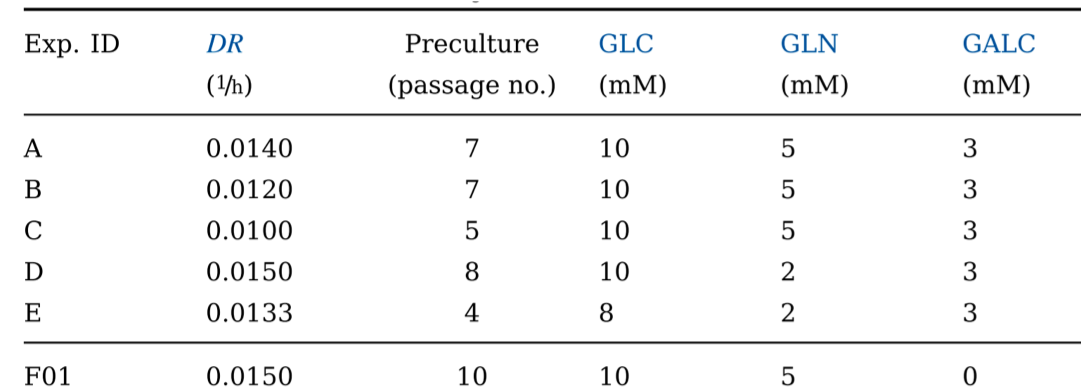 Exp. ID DR Preculture GLC GLN GALC
(1/h) (passage no.) (mM) (mM) (mM)
A 0.0140 7 10 5 3
B 0.0120 7 10 5 3
C 0.0100 5 10 5 3
D 0.0150 8 10 2 3
E 0.0133 4 8 2 3
F01 0.0150 10 10 5 0